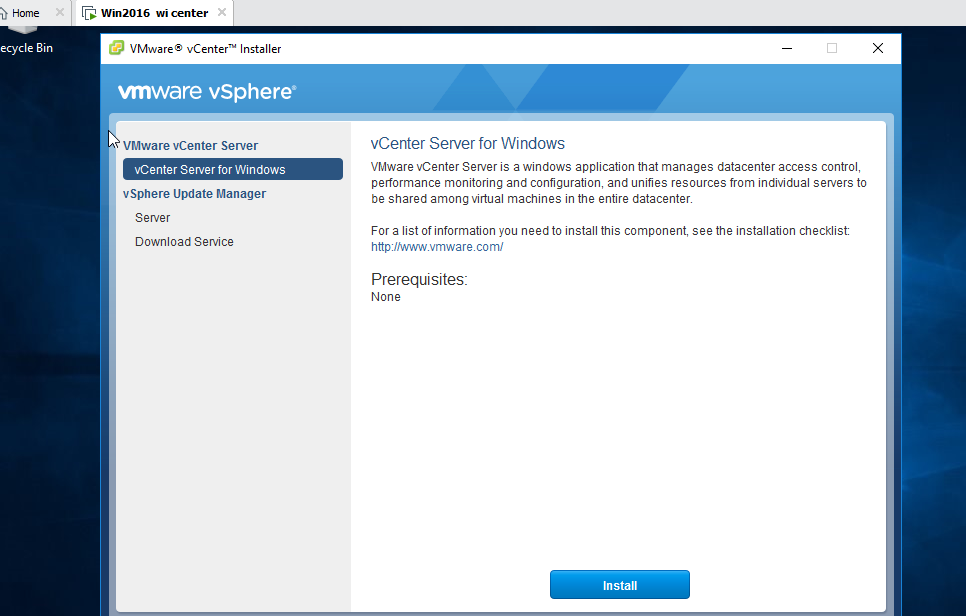 Home
Win2016 wi center
ecycle Bin
VMware® vCenter™ Installer
vmware vSphere®
VMware vCenter Server
vCenter Server for Windows
vSphere Update Manager
Server
Download Service
vCenter Server for Windows
VMware vCenter Server is a windows application that manages datacenter access control,
performance monitoring and configuration, and unifies resources from individual servers to
be shared among virtual machines in the entire datacenter.
For a list of information you need to install this component, see the installation checklist:
http://www.vmware.com/
Prerequisites:
None
Install